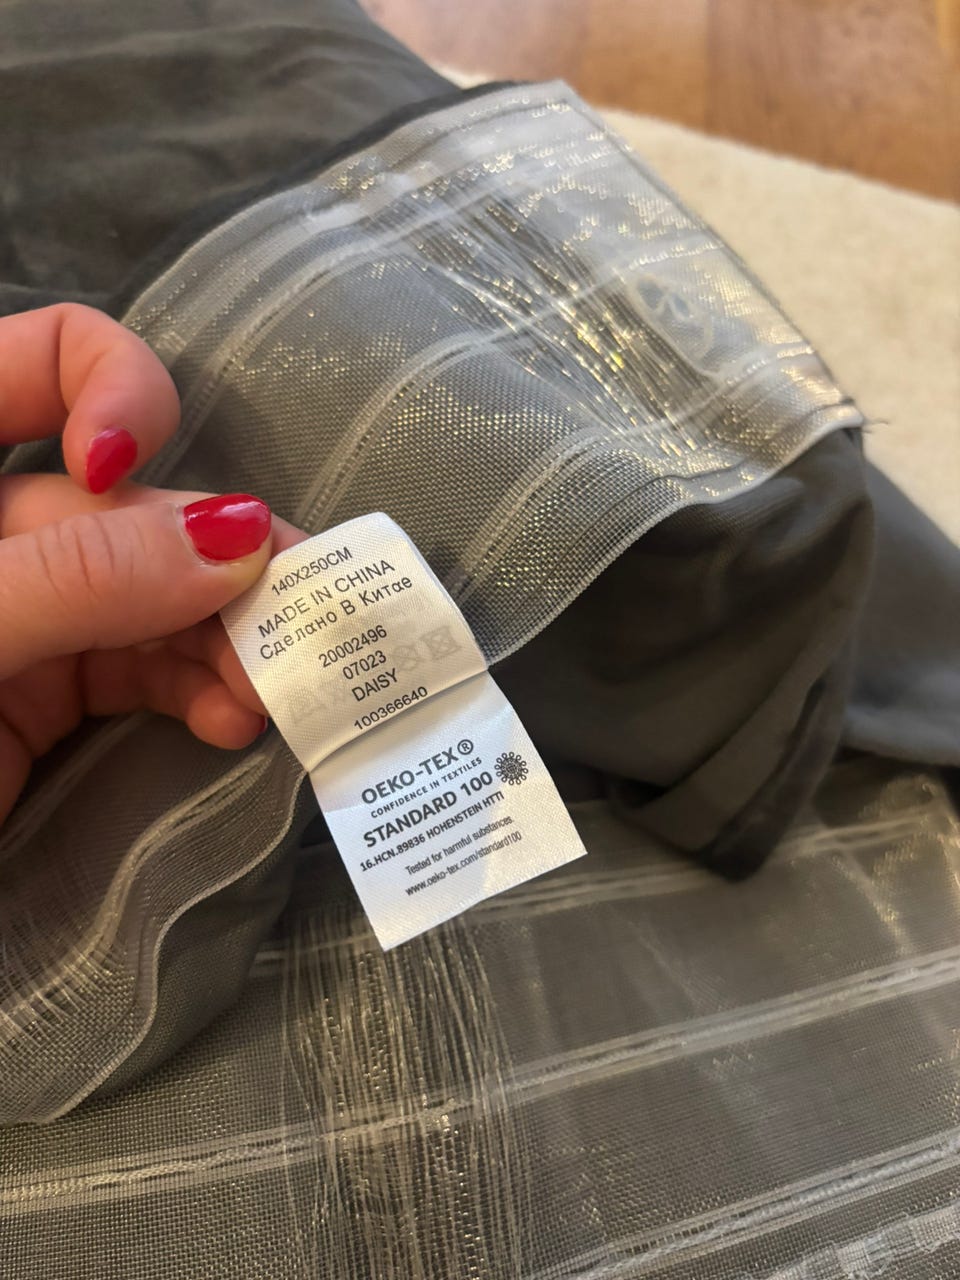 140X250CM
MADE IN CHINA
Сделано В Китае
20002496
07023
DAISY
100366640
OEKO-TEX®
CONFIDENCE IN TEXTILES
STANDARD 100
16.HCN.89836 HOHENSTEIN HTTI
Tested for harmful substances.
www.oeko-tex.com/standard100